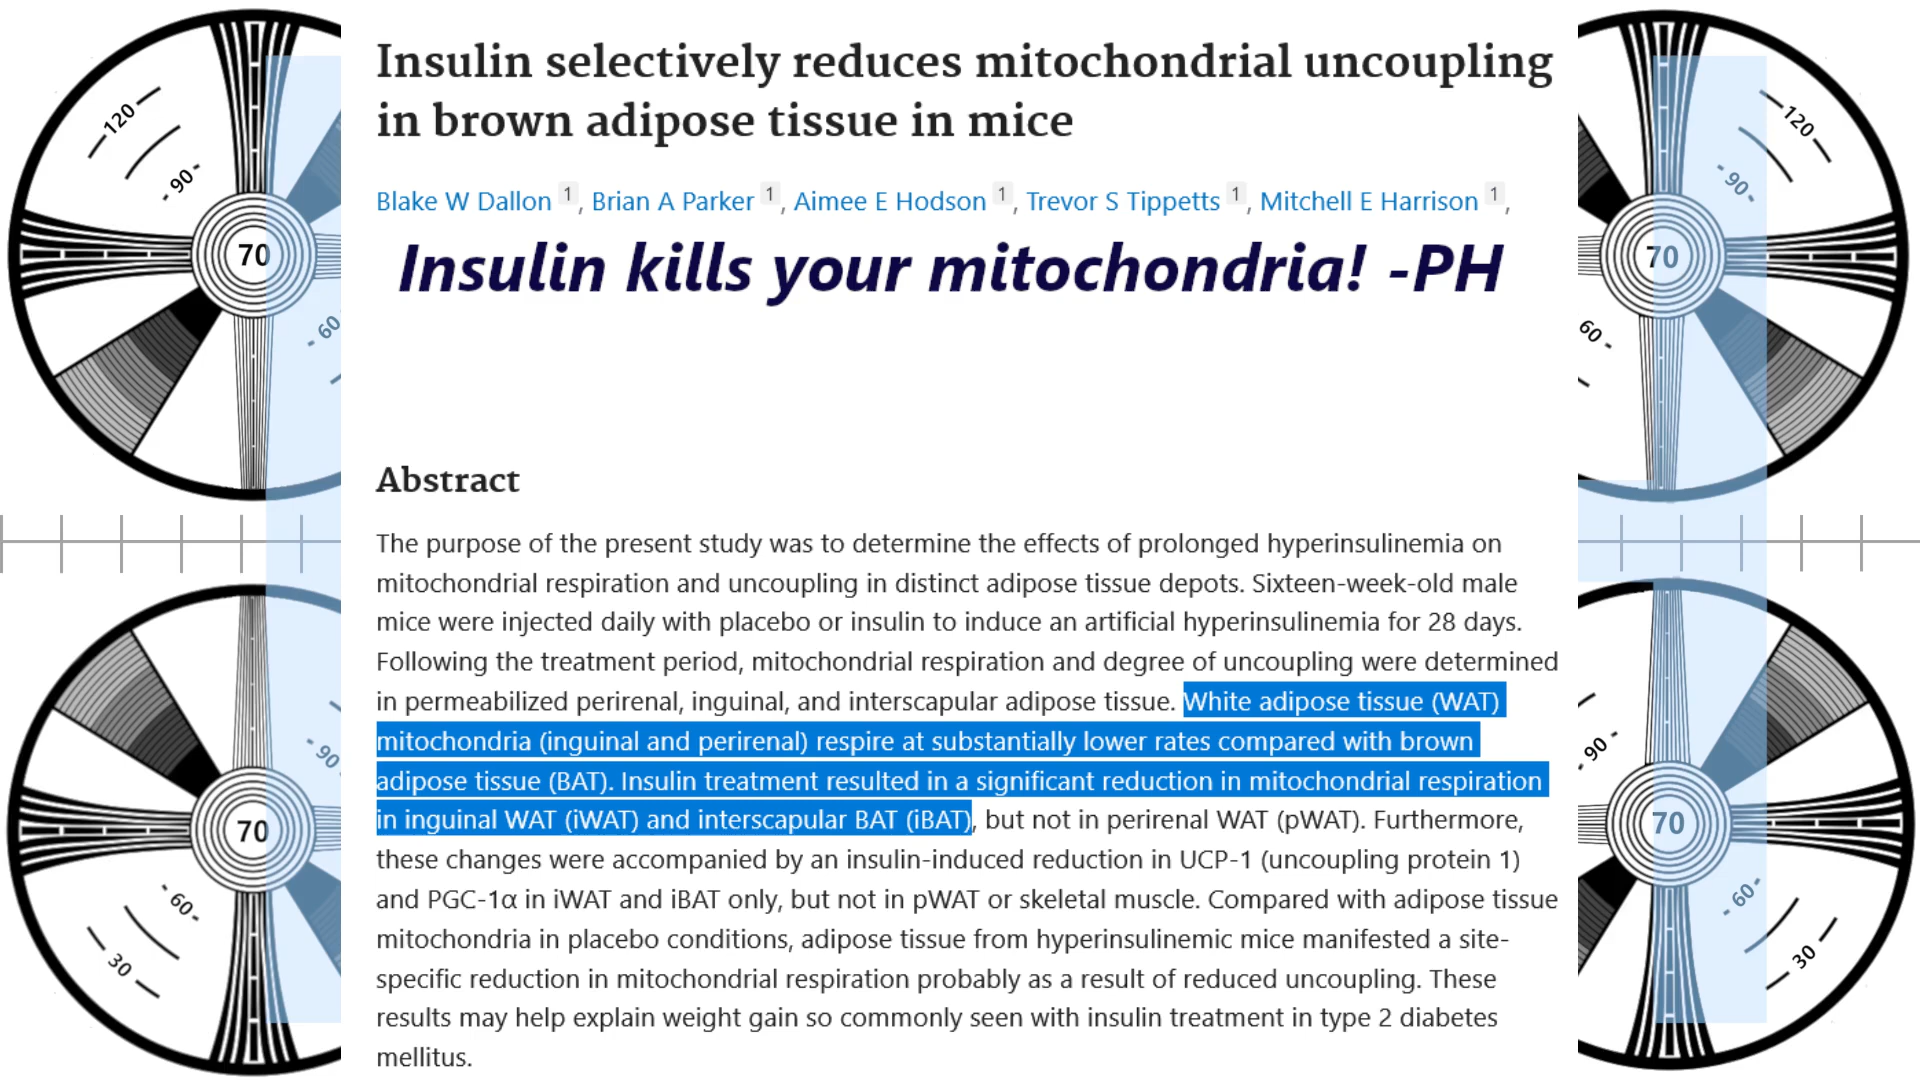 Insulin selectively reduces mitochondrial uncoupling
in brown adipose tissue in mice
Blake W Dallon 1, Brian A Parker 1, Aimee E Hodson 1, Trevor S Tippetts 1, Mitchell E Harrison 1,
Insulin kills your mitochondria! -PH
Abstract
The purpose of the present study was to determine the effects of prolonged hyperinsulinemia on
mitochondrial respiration and uncoupling in distinct adipose tissue depots. Sixteen-week-old male
mice were injected daily with placebo or insulin to induce an artificial hyperinsulinemia for 28 days.
Following the treatment period, mitochondrial respiration and degree of uncoupling were determined
in permeabilized perirenal, inguinal, and interscapular adipose tissue. White adipose tissue (WAT)
mitochondria (inguinal and perirenal) respire at substantially lower rates compared with brown
adipose tissue (BAT). Insulin treatment resulted in a significant reduction in mitochondrial respiration
in inguinal WAT (iWAT) and interscapular BAT (iBAT), but not in perirenal WAT (pWAT). Furthermore,
these changes were accompanied by an insulin-induced reduction in UCP-1 (uncoupling protein 1)
and PGC-1α in iWAT and iBAT only, but not in pWAT or skeletal muscle. Compared with adipose tissue
mitochondria in placebo conditions, adipose tissue from hyperinsulinemic mice manifested a site-
specific reduction in mitochondrial respiration probably as a result of reduced uncoupling. These
results may help explain weight gain so commonly seen with insulin treatment in type 2 diabetes
mellitus.
120
- 90 -
70
- 60
120
- 90 -
70
60 -
- 90
70
- 60 -
30
- 90 -
70
- 60 -
30